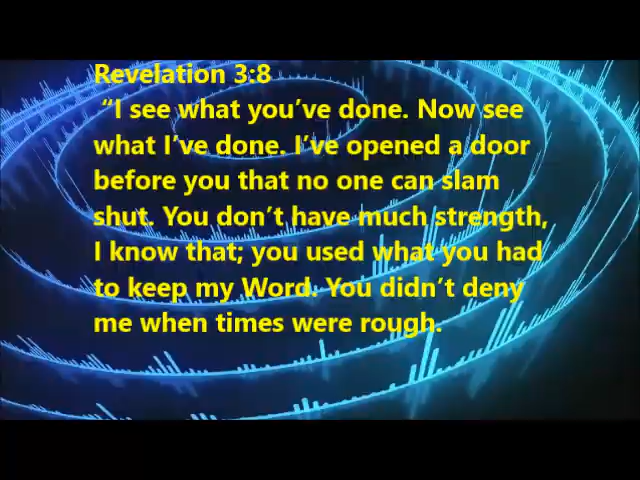 Revelation 3:8
“I see what you’ve done. Now see
what I’ve done. I’ve opened a door
before you that no one can slam
shut. You don’t have much strength,
I know that; you used what you had
to keep my Word. You didn’t deny
me when times were rough.